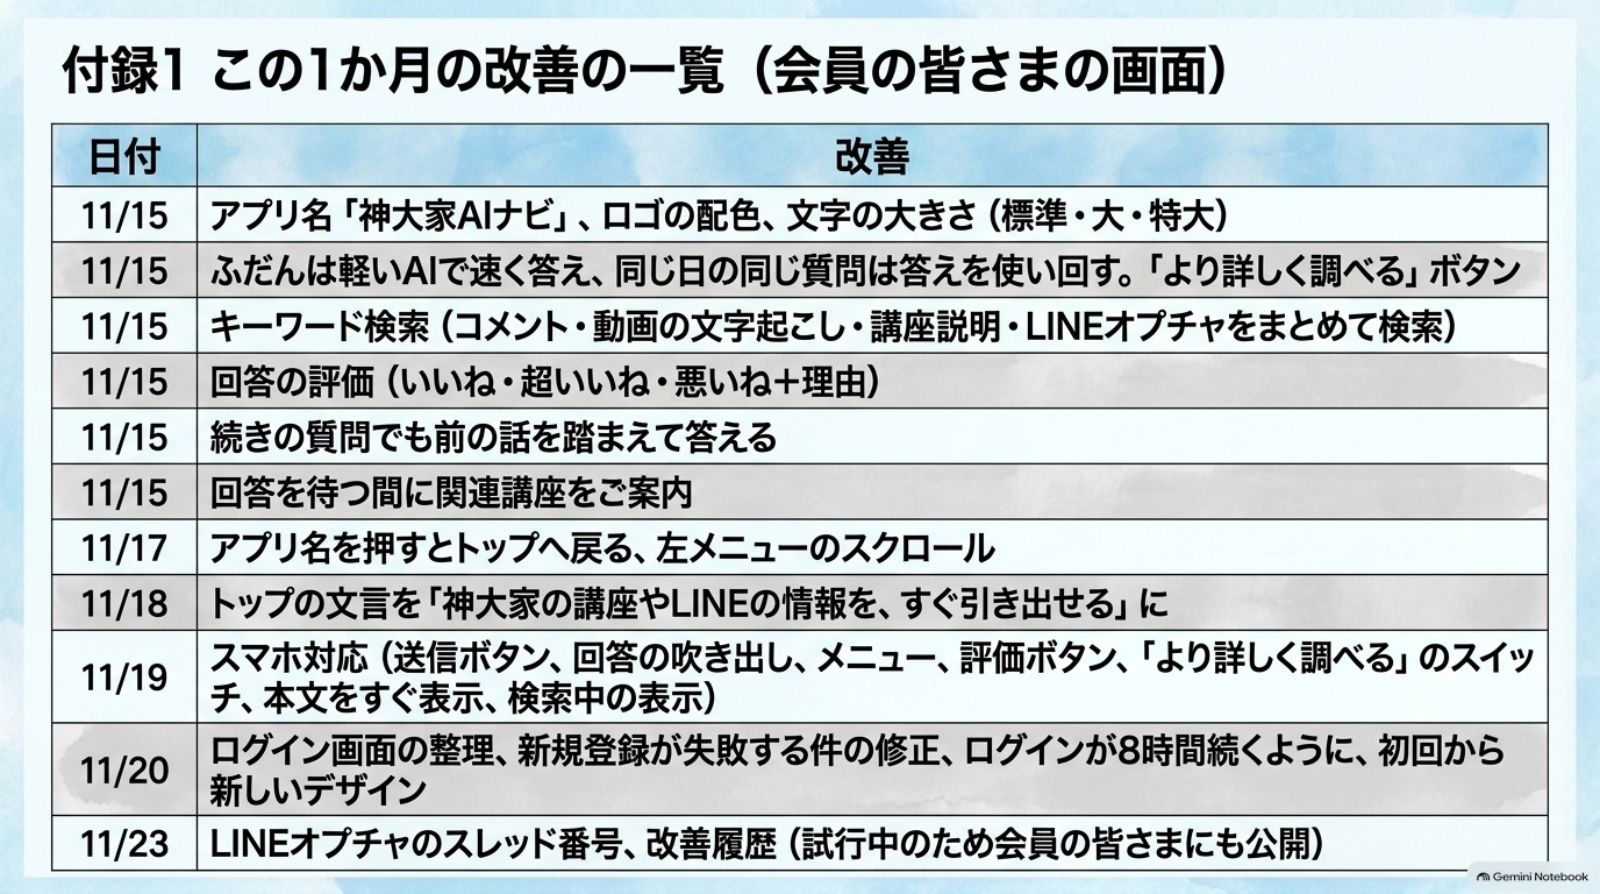 付録1 この1か月の改善の一覧（会員の皆さまの画面）
日付 改善
11/15 アプリ名「神大家AIナビ」、ロゴの配色、文字の大きさ（標準・大・特大）
11/15 ふだんは軽いAIで速く答え、同じ日の同じ質問は答えを使い回す。「より詳しく調べる」ボタン
11/15 キーワード検索（コメント・動画の文字起こし・講座説明・LINEオプチャをまとめて検索）
11/15 回答の評価（いいね・超いいね・悪いね＋理由）
11/15 続きの質問でも前の話を踏まえて答える
11/15 回答を待つ間に関連講座をご案内
11/17 アプリ名を押すとトップへ戻る、左メニューのスクロール
11/18 トップの文言を「神大家の講座やLINEの情報を、すぐ引き出せる」に
11/19 スマホ対応（送信ボタン、回答の吹き出し、メニュー、評価ボタン、「より詳しく調べる」のスイッ
チ、本文をすぐ表示、検索中の表示）
11/20 ログイン画面の整理、新規登録が失敗する件の修正、ログインが8時間続くように、初回から
新しいデザイン
11/23 LINEオプチャのスレッド番号、改善履歴（試行中のため会員の皆さまにも公開）
Gemini Notebook